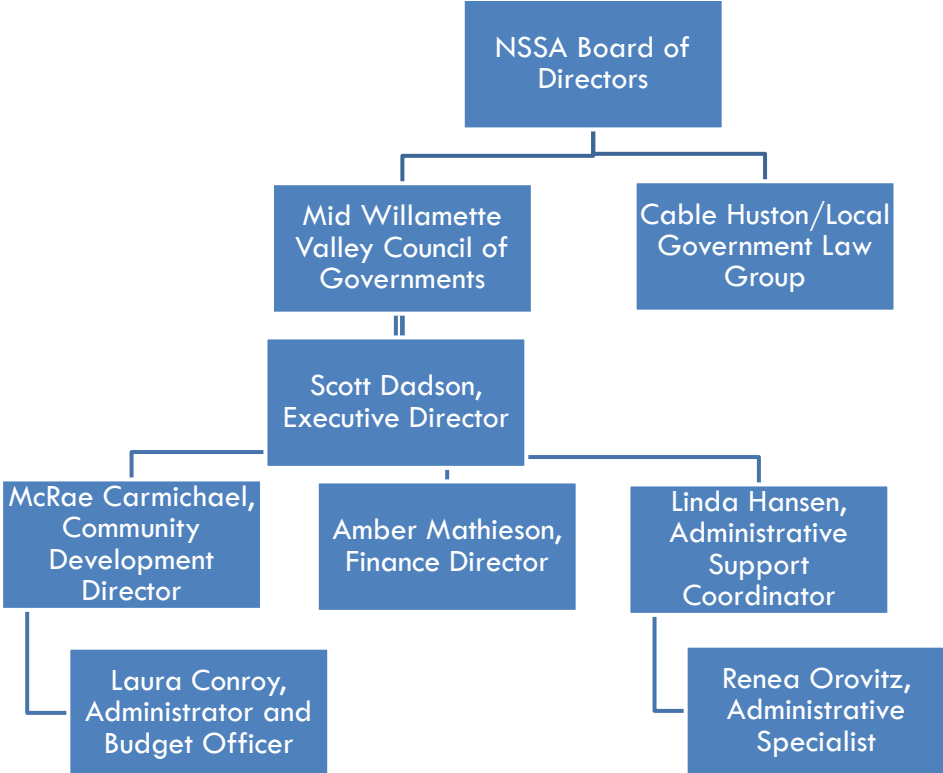 NSSA Board of
Directors
Mid Willamette
Valley Council of
Governments
Cable Huston/Local
Government Law
Group
Scott Dadson,
Executive Director
McRae Carmichael,
Community
Development
Director
Amber Mathieson,
Finance Director
Linda Hansen,
Administrative
Support
Coordinator
Laura Conroy,
Administrator and
Budget Officer
Renea Orovitz,
Administrative
Specialist